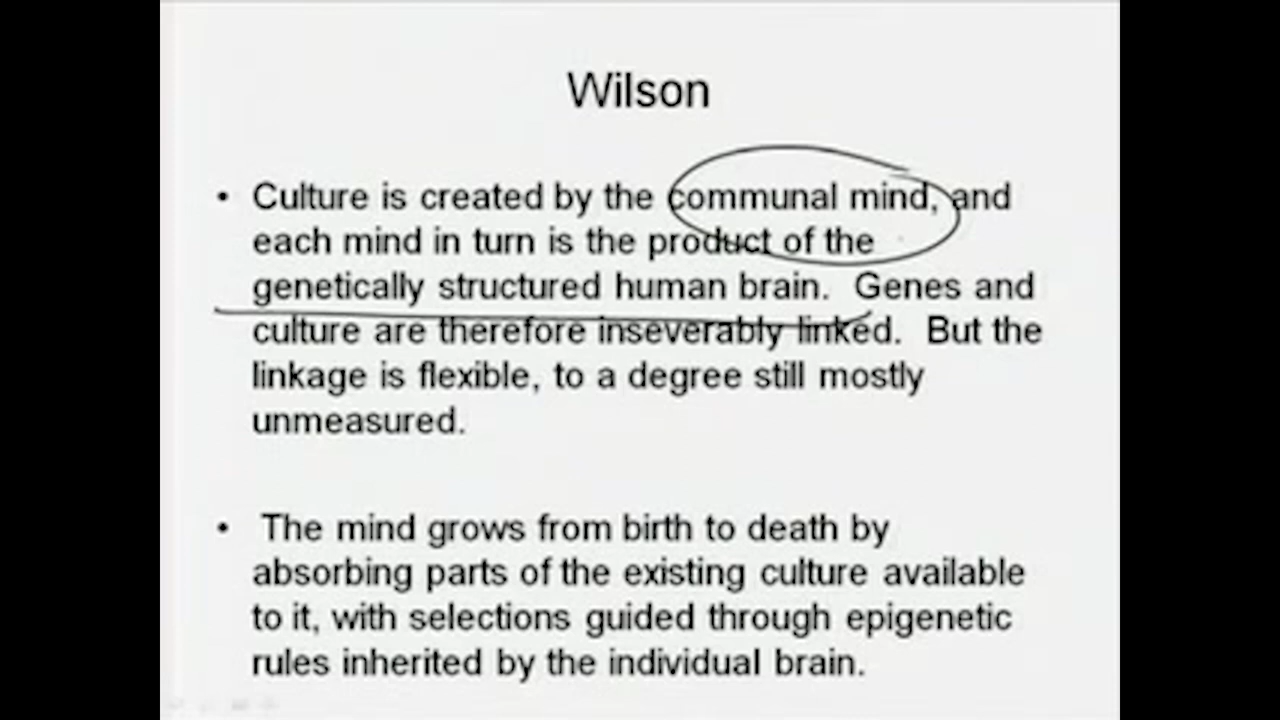 Wilson
• Culture is created by the communal mind, and
each mind in turn is the product of the
genetically structured human brain. Genes and
culture are therefore inseverably linked. But the
linkage is flexible, to a degree still mostly
unmeasured.
• The mind grows from birth to death by
absorbing parts of the existing culture available
to it, with selections guided through epigenetic
rules inherited by the individual brain.